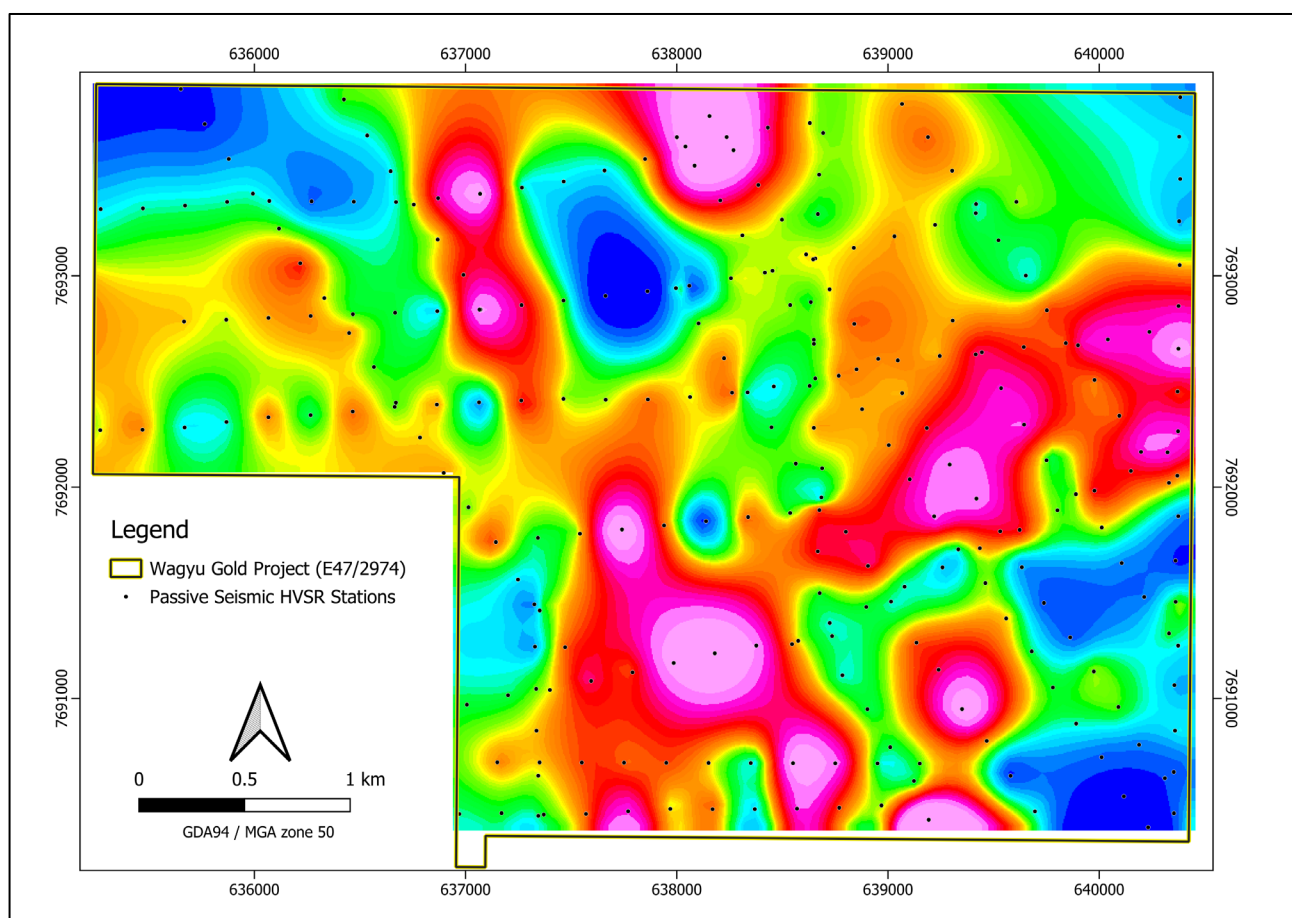 636000 637000 638000 639000 640000
7693000 7693000
7692000 7692000
Legend
Wagyu Gold Project (E47/2974)
Passive Seismic HVSR Stations
7691000 7691000
0 0.5 1 km
GDA94 / MGA zone 50
636000 637000 638000 639000 640000